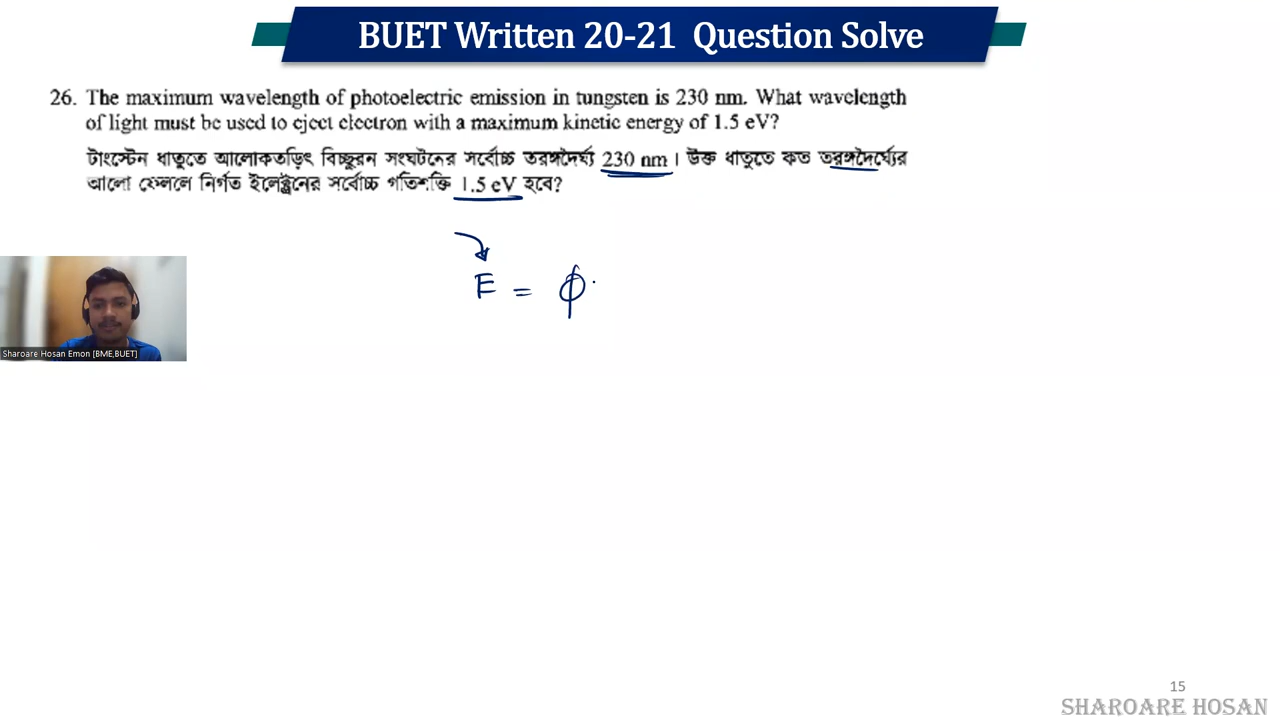 BUET Written 20-21 Question Solve
26. The maximum wavelength of photoelectric emission in tungsten is 230 nm. What wavelength
of light must be used to eject electron with a maximum kinetic energy of 1.5 eV?
টাংস্টেন ধাতুতে আলোকতড়িৎ বিচ্ছুরন সংঘটনের সর্বোচ্চ তরঙ্গদৈর্ঘ্য 230 nm। উক্ত ধাতুতে কত তরঙ্গদৈর্ঘ্যের
আলো ফেললে নির্গত ইলেক্ট্রনের সর্বোচ্চ গতিশক্তি 1.5 eV হবে?
E = ϕ
Sharoare Hosan Emon [BME,BUET]
15
SHAROARE HOSAN